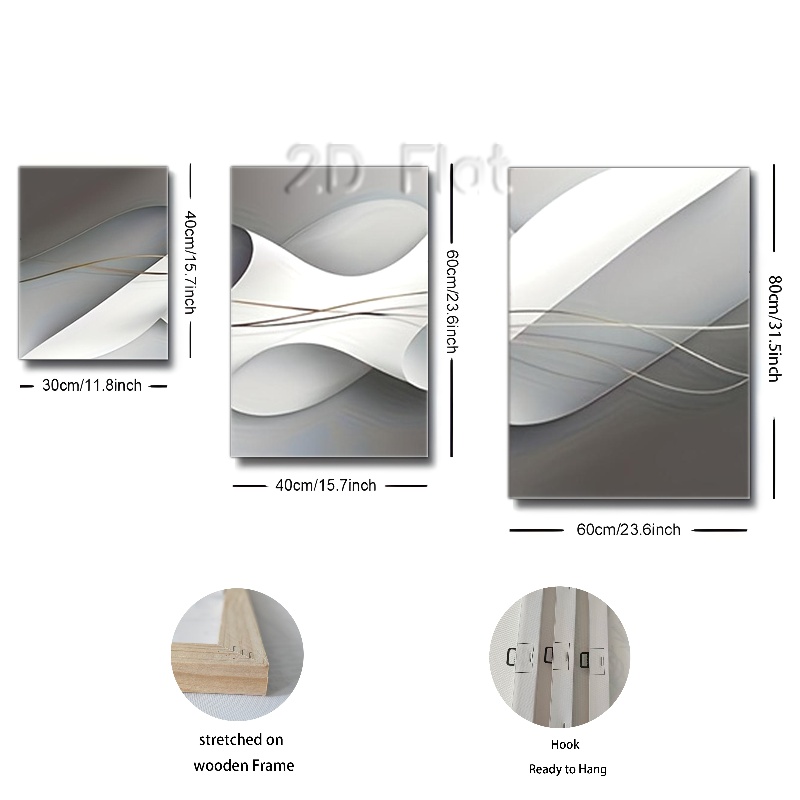 2D Flat
40cm/15.7inch
30cm/11.8inch
60cm/23.6inch
40cm/15.7inch
80cm/31.5inch
60cm/23.6inch
stretched on
wooden Frame
Hook
Ready to Hang